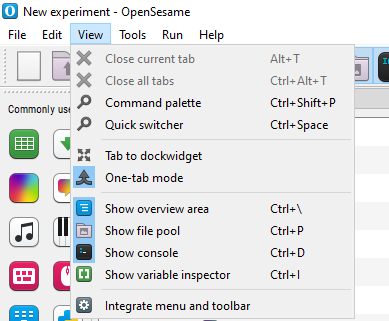 New experiment - OpenSesame
File Edit View Tools Run Help
Close current tab Alt+T
Close all tabs Ctrl+Alt+T
Command palette Ctrl+Shift+P
Quick switcher Ctrl+Space
Tab to dockwidget
One-tab mode
Show overview area Ctrl+\
Show file pool Ctrl+P
Show console Ctrl+D
Show variable inspector Ctrl+I
Integrate menu and toolbar
Commonly use